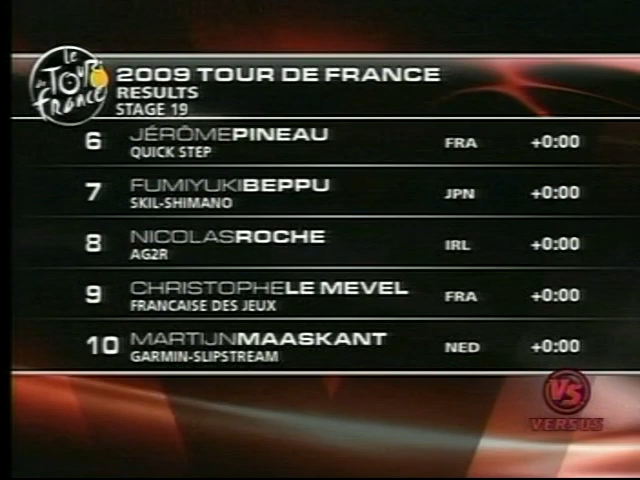 le
TOUR
de
France
2009 TOUR DE FRANCE
RESULTS
STAGE 19
6 JÉRÔMEPINEAU FRA +0:00
QUICK STEP
7 FUMIYUKIBEPPU JPN +0:00
SKIL-SHIMANO
8 NICOLASROCHE IRL +0:00
AG2R
9 CHRISTOPHELE MEVEL FRA +0:00
FRANCAISE DES JEUX
10 MARTIJNMAASKANT NED +0:00
GARMIN-SLIPSTREAM
VS.
VERSUS